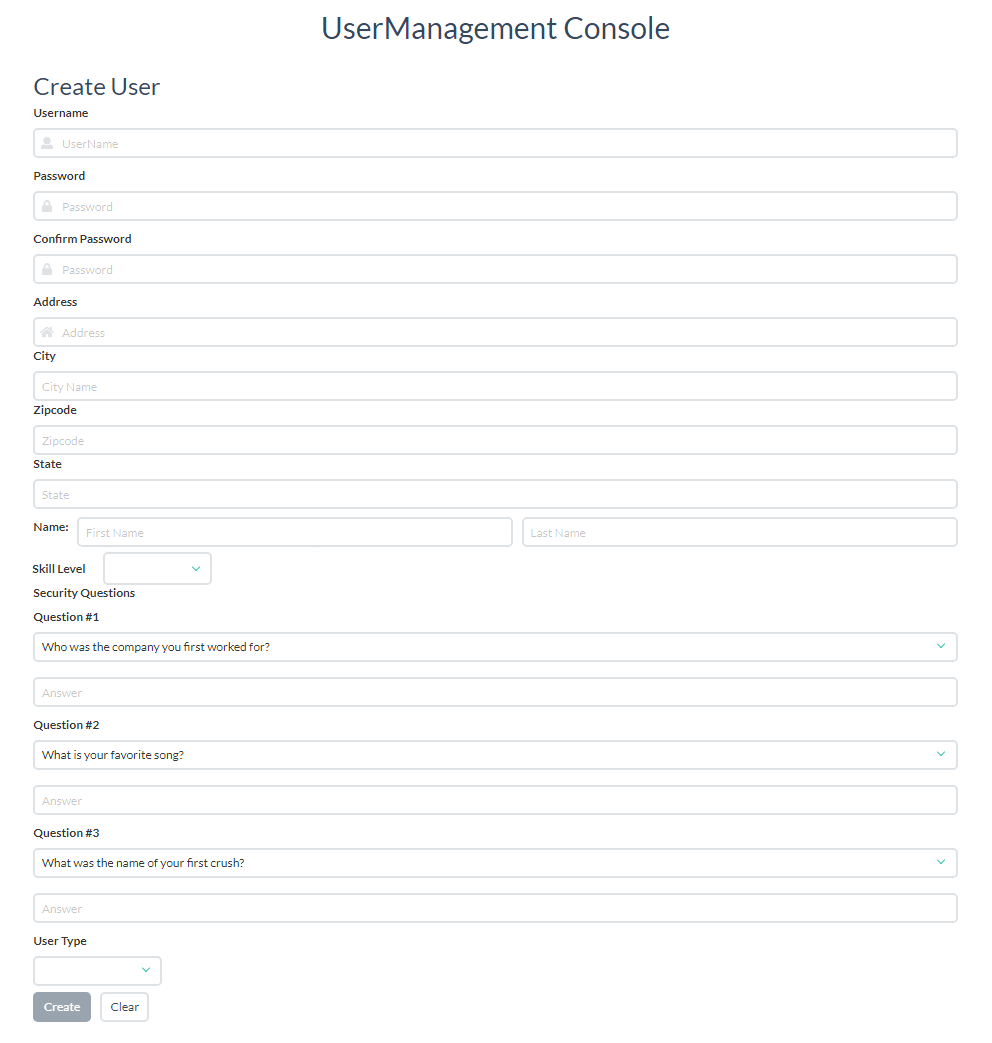 UserManagement Console
Create User
Username
UserName
Password
Password
Confirm Password
Password
Address
Address
City
City Name
Zipcode
Zipcode
State
State
Name: First Name Last Name
Skill Level
Security Questions
Question #1
Who was the company you first worked for?
Answer
Question #2
What is your favorite song?
Answer
Question #3
What was the name of your first crush?
Answer
User Type
Create Clear